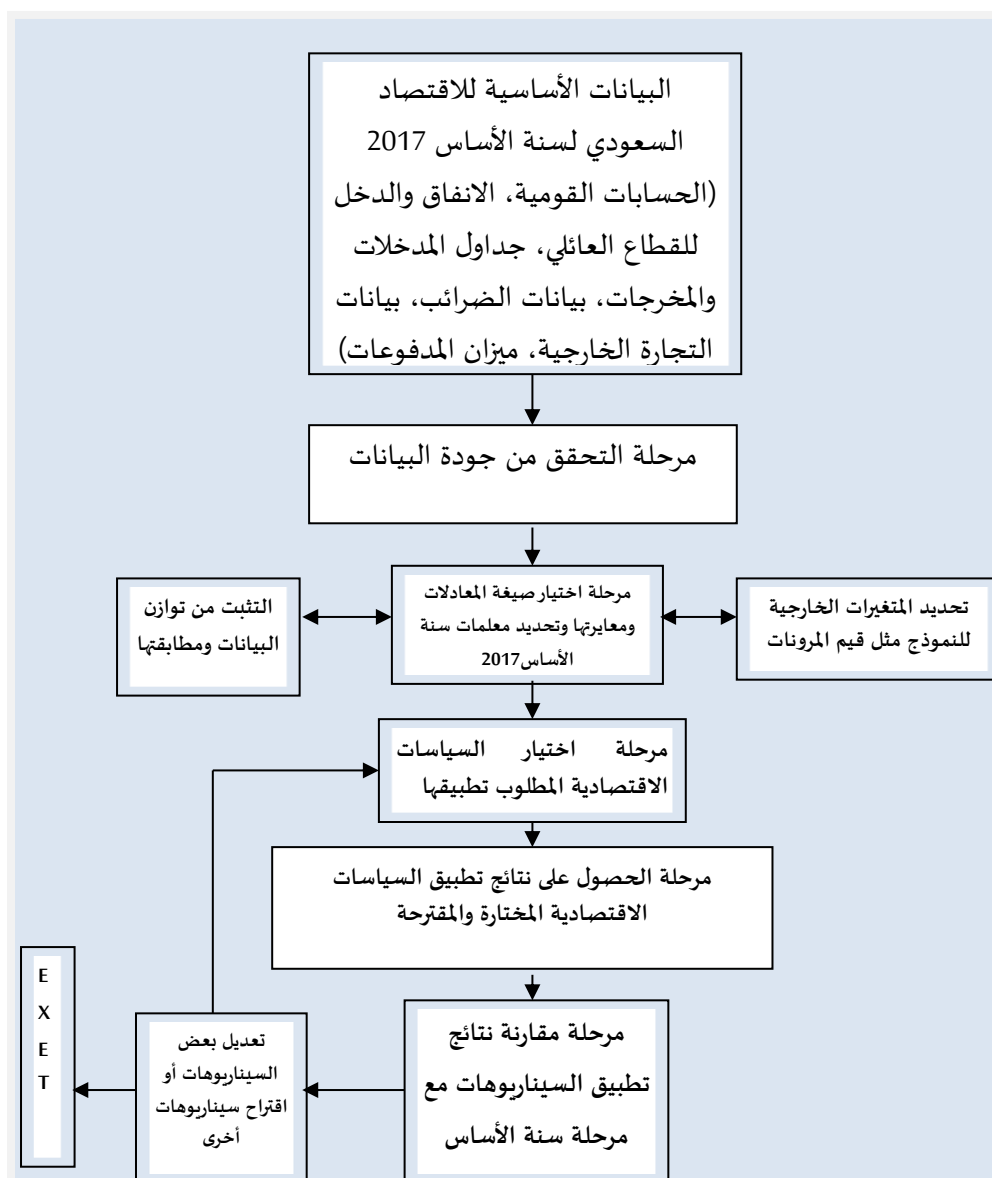 البيانات الأساسية للاقتصاد
السعودي لسنة الأساس 2017
(الحسابات القومية، الانفاق والدخل
للقطاع العائلي، جداول المدخلات
والمخرجات، بيانات الضرائب، بيانات
التجارة الخارجية، ميزان المدفوعات)
مرحلة التحقق من جودة البيانات
تحديد المتغيرات الخارجية
للنموذج مثل قيم المرونات
مرحلة اختيار صيغة المعادلات
ومعايرتها وتحديد معلمات سنة
الأساس2017
التثبت من توازن
البيانات ومطابقتها
مرحلة اختيار السياسات
الاقتصادية المطلوب تطبيقها
مرحلة الحصول على نتائج تطبيق السياسات
الاقتصادية المختارة والمقترحة
مرحلة مقارنة نتائج
تطبيق السيناريوهات مع
مرحلة سنة الأساس
تعديل بعض
السيناريوهات أو
اقتراح سيناريوهات
أخرى
E
X
E
T